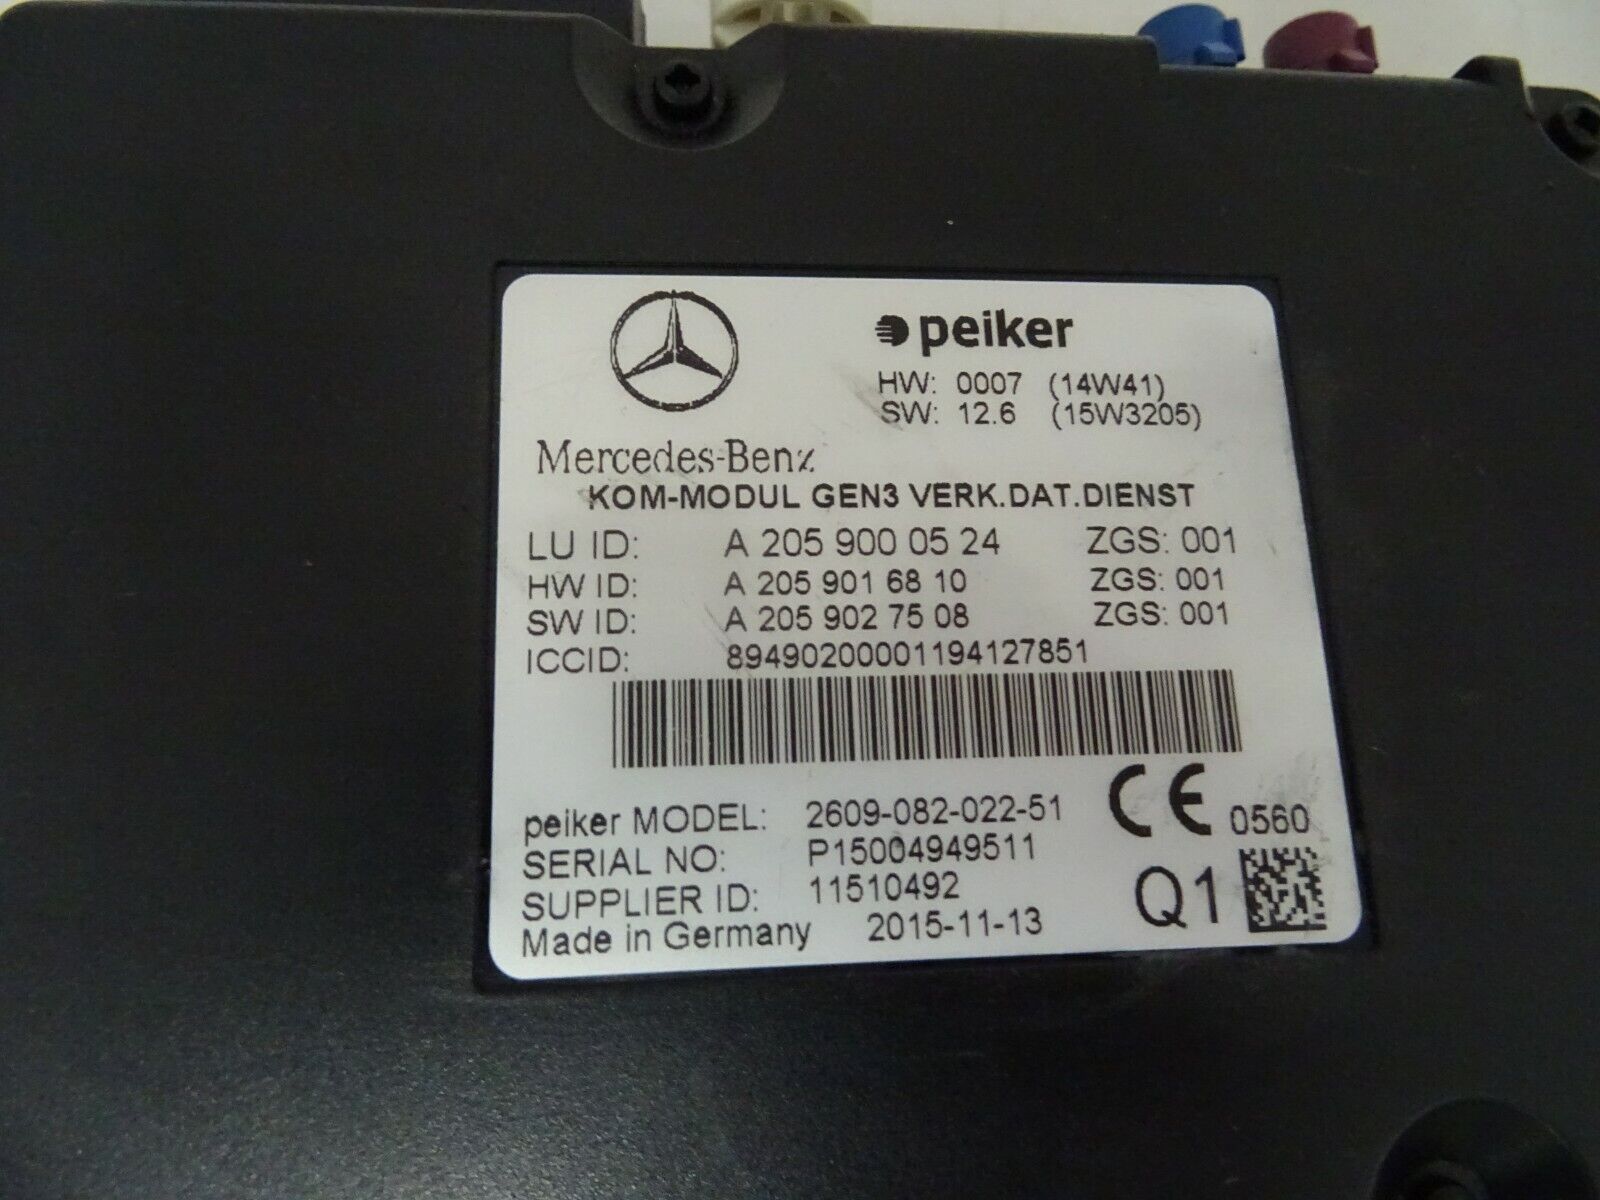 peiker
HW: 0007 (14W41)
SW: 12.6 (15W3205)
Mercedes-Benz
KOM-MODUL GEN3 VERK.DAT.DIENST
LU ID: A 205 900 05 24 ZGS: 001
HW ID: A 205 901 68 10 ZGS: 001
SW ID: A 205 902 75 08 ZGS: 001
ICCID: 89490200001194127851
peiker MODEL: 2609-082-022-51 CE 0560
SERIAL NO: P15004949511
SUPPLIER ID: 11510492 Q1
Made in Germany 2015-11-13